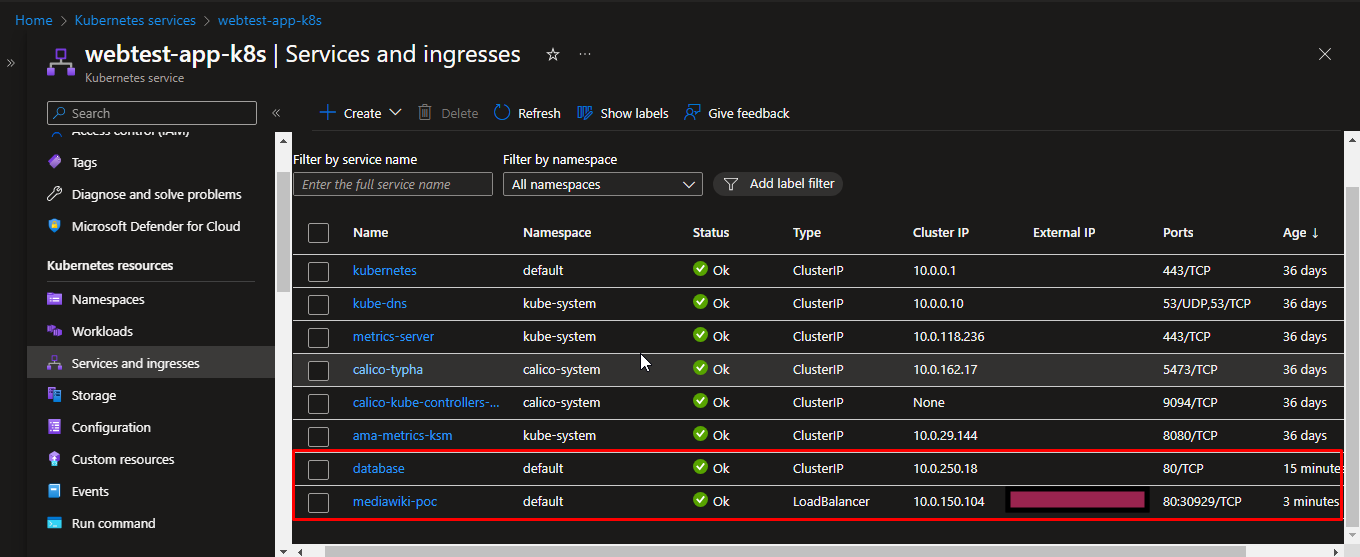 Home > Kubernetes services > webtest-app-k8s
webtest-app-k8s | Services and ingresses
Kubernetes service
Search
Create
Delete
Refresh
Show labels
Give feedback
Access control (IAM)
Tags
Diagnose and solve problems
Microsoft Defender for Cloud
Kubernetes resources
Namespaces
Workloads
Services and ingresses
Storage
Configuration
Custom resources
Events
Run command
Filter by service name
Filter by namespace
Enter the full service name
All namespaces
Add label filter
Name Namespace Status Type Cluster IP External IP Ports Age ↓
kubernetes default Ok ClusterIP 10.0.0.1 443/TCP 36 days
kube-dns kube-system Ok ClusterIP 10.0.0.10 53/UDP,53/TCP 36 days
metrics-server kube-system Ok ClusterIP 10.0.118.236 443/TCP 36 days
calico-typha calico-system Ok ClusterIP 10.0.162.17 5473/TCP 36 days
calico-kube-controllers-... calico-system Ok ClusterIP None 9094/TCP 36 days
ama-metrics-ksm kube-system Ok ClusterIP 10.0.29.144 8080/TCP 36 days
database default Ok ClusterIP 10.0.250.18 80/TCP 15 minute
mediawiki-poc default Ok LoadBalancer 10.0.150.104 80:30929/TCP 3 minutes